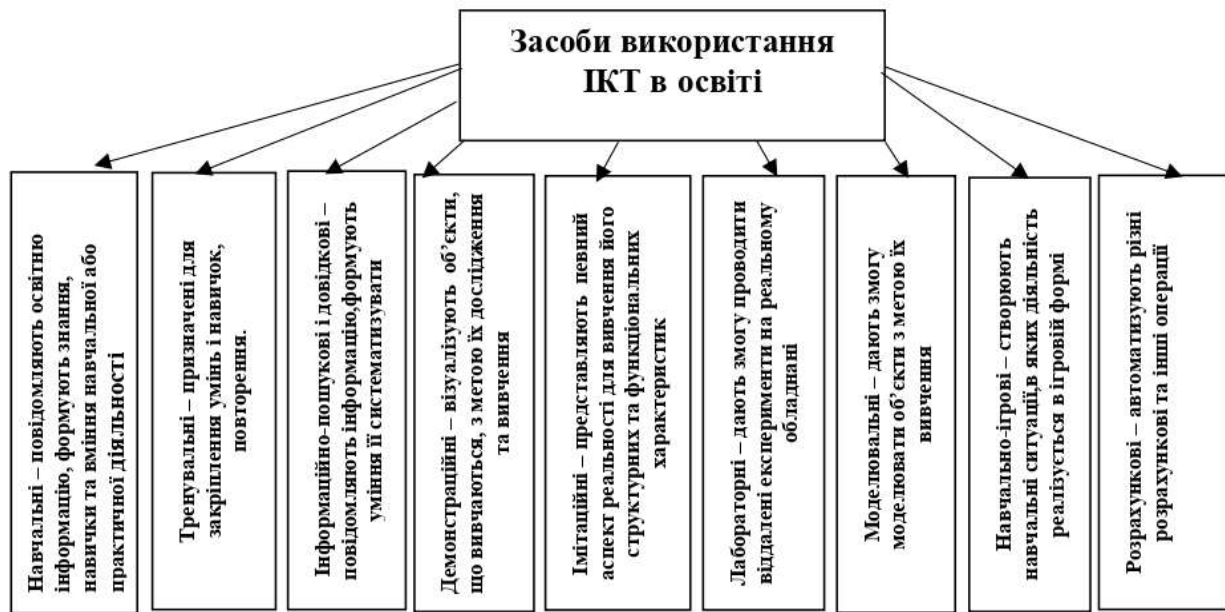 Засоби використання
ІКТ в освіті
Навчальні – повідомляють освітню
інформацію, формують знання,
навички та вміння навчальної або
практичної діяльності
Тренувальні – призначені для
закріплення умінь і навичок,
повторення.
Інформаційно-пошукові і довідкові –
повідомляють інформацію,формують
уміння її систематизувати
Демонстраційні – візуалізують об’єкти,
що вивчаються, з метою їх дослідження
та вивчення
Імітаційні – представляють певний
аспект реальності для вивчення його
структурних та функціональних
характеристик
Лабораторні – дають змогу проводити
віддалені експерименти на реальному
обладнані
Моделювальні – дають змогу
моделювати об’єкти з метою їх
вивчення
Навчально-ігрові – створюють
навчальні ситуації,в яких діяльність
реалізується в ігровій формі
Розрахункові – автоматизують різні
розрахункові та інші операції